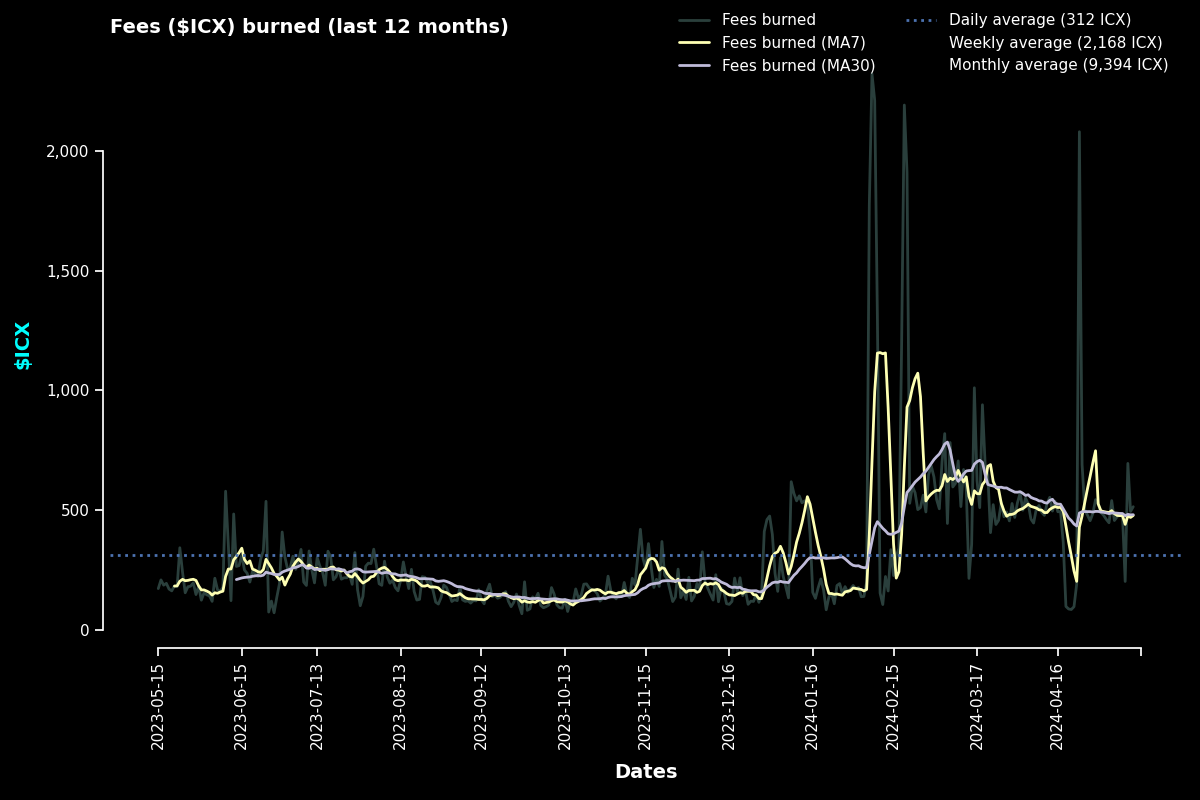 Fees ($ICX) burned (last 12 months)
Fees burned
Fees burned (MA7)
Fees burned (MA30)
Daily average (312 ICX)
Weekly average (2,168 ICX)
Monthly average (9,394 ICX)
$ICX
2,000
1,500
1,000
500
0
2023-05-15
2023-06-15
2023-07-13
2023-08-13
2023-09-12
2023-10-13
2023-11-15
2023-12-16
2024-01-16
2024-02-15
2024-03-17
2024-04-16
Dates